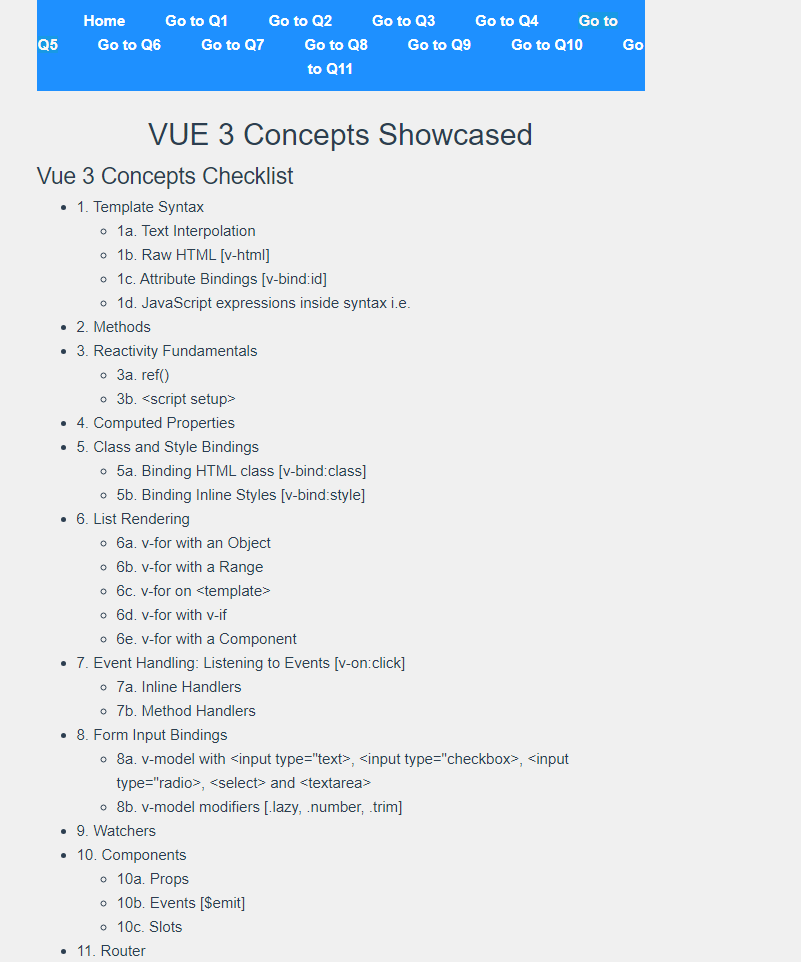 Home Go to Q1 Go to Q2 Go to Q3 Go to Q4 Go to
Q5 Go to Q6 Go to Q7 Go to Q8 Go to Q9 Go to Q10 Go
to Q11
VUE 3 Concepts Showcased
Vue 3 Concepts Checklist
1. Template Syntax
1a. Text Interpolation
1b. Raw HTML [v-html]
1c. Attribute Bindings [v-bind:id]
1d. JavaScript expressions inside syntax i.e.
2. Methods
3. Reactivity Fundamentals
3a. ref()
3b. <script setup>
4. Computed Properties
5. Class and Style Bindings
5a. Binding HTML class [v-bind:class]
5b. Binding Inline Styles [v-bind:style]
6. List Rendering
6a. v-for with an Object
6b. v-for with a Range
6c. v-for on <template>
6d. v-for with v-if
6e. v-for with a Component
7. Event Handling: Listening to Events [v-on:click]
7a. Inline Handlers
7b. Method Handlers
8. Form Input Bindings
8a. v-model with <input type="text>, <input type="checkbox>, <input
type="radio>, <select> and <textarea>
8b. v-model modifiers [.lazy, .number, .trim]
9. Watchers
10. Components
10a. Props
10b. Events [$emit]
10c. Slots
11. Router